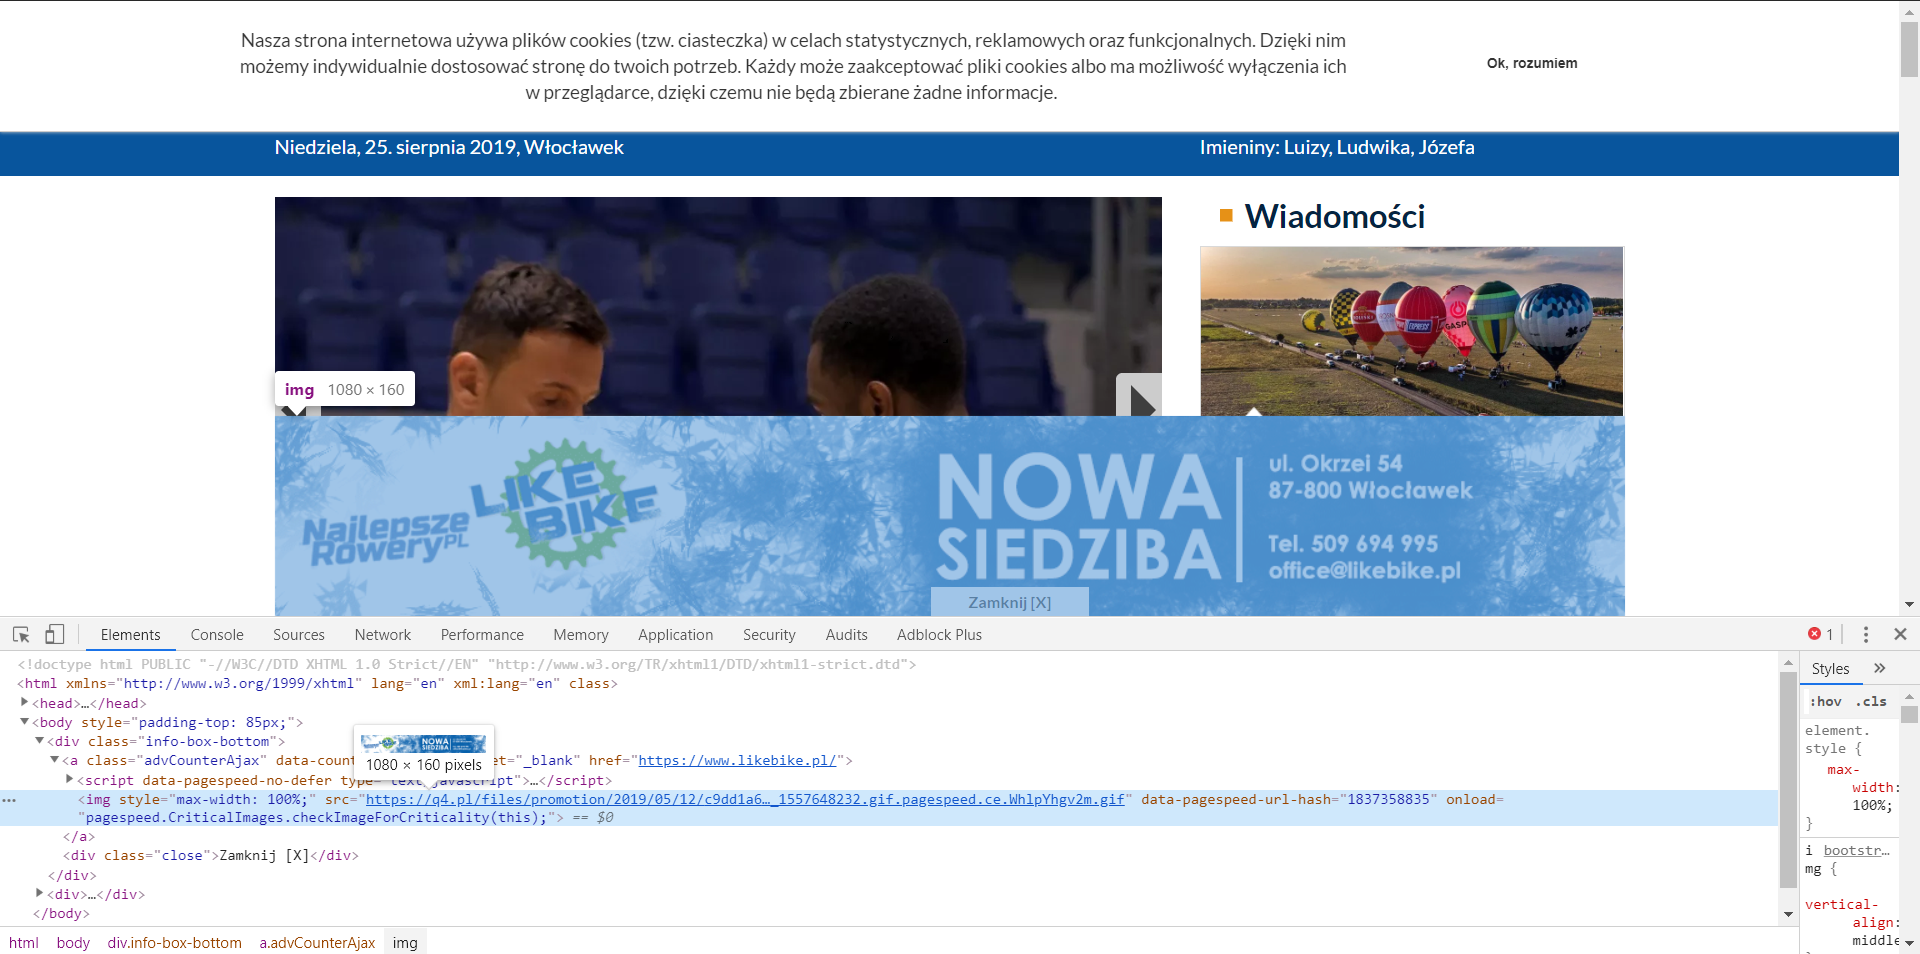 Nasza strona internetowa używa plików cookies (tzw. ciasteczka) w celach statystycznych, reklamowych oraz funkcjonalnych. Dzięki nim
możemy indywidualnie dostosować stronę do twoich potrzeb. Każdy może zaakceptować pliki cookies albo ma możliwość wyłączenia ich
w przeglądarce, dzięki czemu nie będą zbierane żadne informacje.
Ok, rozumiem
Niedziela, 25. sierpnia 2019, Włocławek
Imieniny: Luizy, Ludwika, Józefa
Wiadomości
EXPRESS
GASP
img 1080 × 160
Najlepsze
Rowery.PL
LIKE
BIKE
NOWA
SIEDZIBA
ul. Okrzei 54
87-800 Włocławek
Tel. 509 694 995
office@likebike.pl
Zamknij [X]
Elements Console Sources Network Performance Memory Application Security Audits Adblock Plus
1
<!doctype html PUBLIC "-//W3C//DTD XHTML 1.0 Strict//EN" "http://www.w3.org/TR/xhtml1/DTD/xhtml1-strict.dtd">
<html xmlns="http://www.w3.org/1999/xhtml" lang="en" xml:lang="en" class>
<head>…</head>
<body style="padding-top: 85px;">
<div class="info-box-bottom">
<a class="advCounterAjax" data-coun et="_blank" href="https://www.likebike.pl/">
NOWA
SIEDZIBA
1080 × 160 pixels
<script data-pagespeed-no-defer type="text/javascript">…</script>
<img style="max-width: 100%;" src="https://q4.pl/files/promotion/2019/05/12/c9dd1a6…_1557648232.gif.pagespeed.ce.WhlpYhgv2m.gif" data-pagespeed-url-hash="1837358835" onload=
"pagespeed.CriticalImages.checkImageForCriticality(this);"> == $0
</a>
<div class="close">Zamknij [X]</div>
</div>
<div>…</div>
</body>
html body div.info-box-bottom a.advCounterAjax img
Styles
:hov .cls
element.
style {
max-
width:
100%;
}
i bootstr…
mg {
vertical-
align:
middle